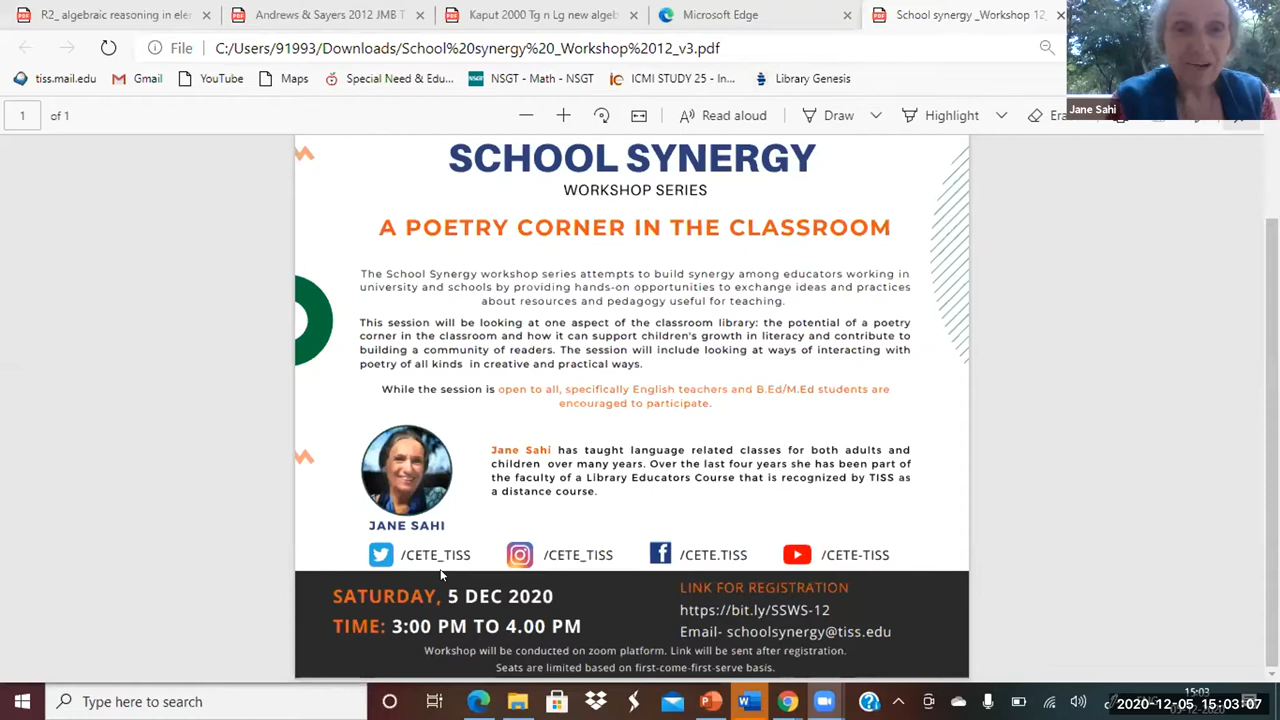 R2_ algebraic reasoning in eler
Andrews & Sayers 2012 JMB T
Kaput 2000 Tg n Lg new algeb
Microsoft Edge
School synergy _Workshop 12_
File
C:/Users/91993/Downloads/School%20synergy%20_Workshop%2012_v3.pdf
tiss.mail.edu
Gmail
YouTube
Maps
Special Need & Edu...
NSGT - Math - NSGT
ICMI STUDY 25 - In...
Library Genesis
1 of 1
Read aloud
Draw
Highlight
Jane Sahi
SCHOOL SYNERGY
WORKSHOP SERIES
A POETRY CORNER IN THE CLASSROOM
The School Synergy workshop series attempts to build synergy among educators working in
university and schools by providing hands-on opportunities to exchange ideas and practices
about resources and pedagogy useful for teaching.
This session will be looking at one aspect of the classroom library: the potential of a poetry
corner in the classroom and how it can support children's growth in literacy and contribute to
building a community of readers. The session will include looking at ways of interacting with
poetry of all kinds in creative and practical ways.
While the session is open to all, specifically English teachers and B.Ed/M.Ed students are
encouraged to participate.
Jane Sahi has taught language related classes for both adults and
children over many years. Over the last four years she has been part of
the faculty of a Library Educators Course that is recognized by TISS as
a distance course.
JANE SAHI
/CETE_TISS
/CETE_TISS
/CETE.TISS
/CETE-TISS
SATURDAY, 5 DEC 2020
TIME: 3:00 PM TO 4.00 PM
LINK FOR REGISTRATION
https://bit.ly/SSWS-12
Email- schoolsynergy@tiss.edu
Workshop will be conducted on zoom platform. Link will be sent after registration.
Seats are limited based on first-come-first-serve basis.
Type here to search
15:03
2020-12-05 15:03:07